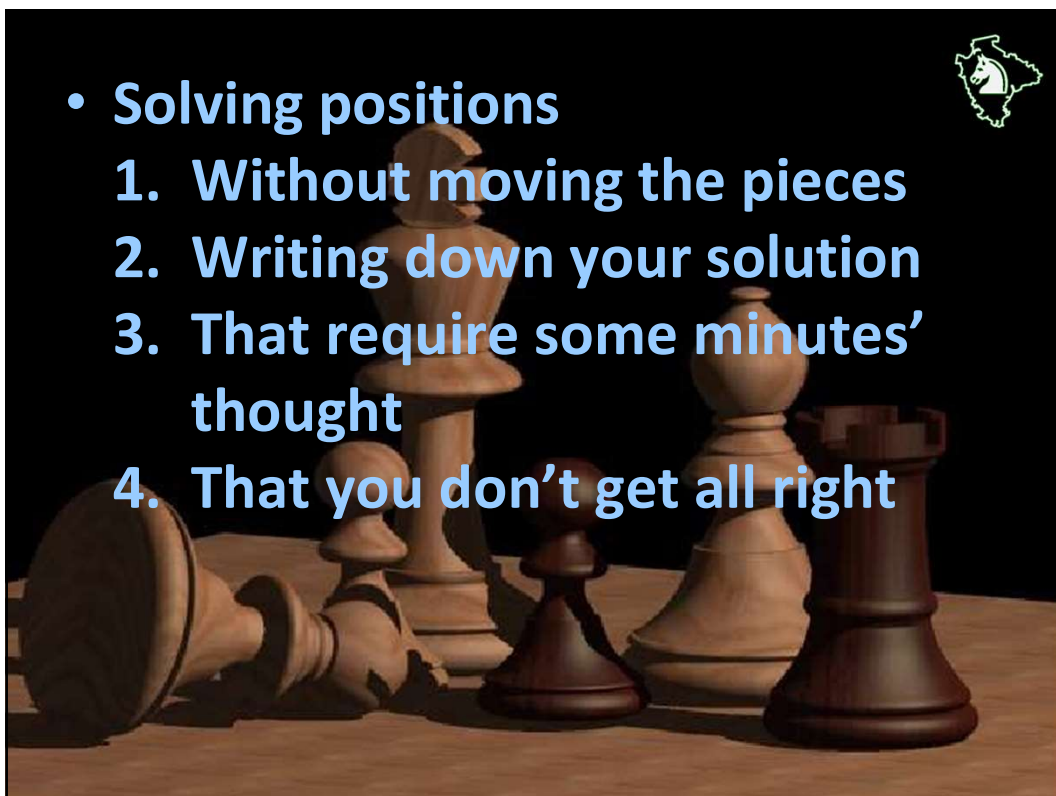 • Solving positions
1. Without moving the pieces
2. Writing down your solution
3. That require some minutes’
thought
4. That you don’t get all right